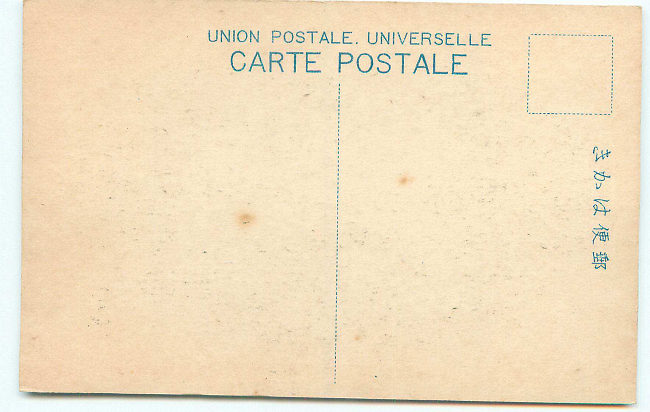 UNION POSTALE. UNIVERSELLE
CARTE POSTALE
郵便はかき